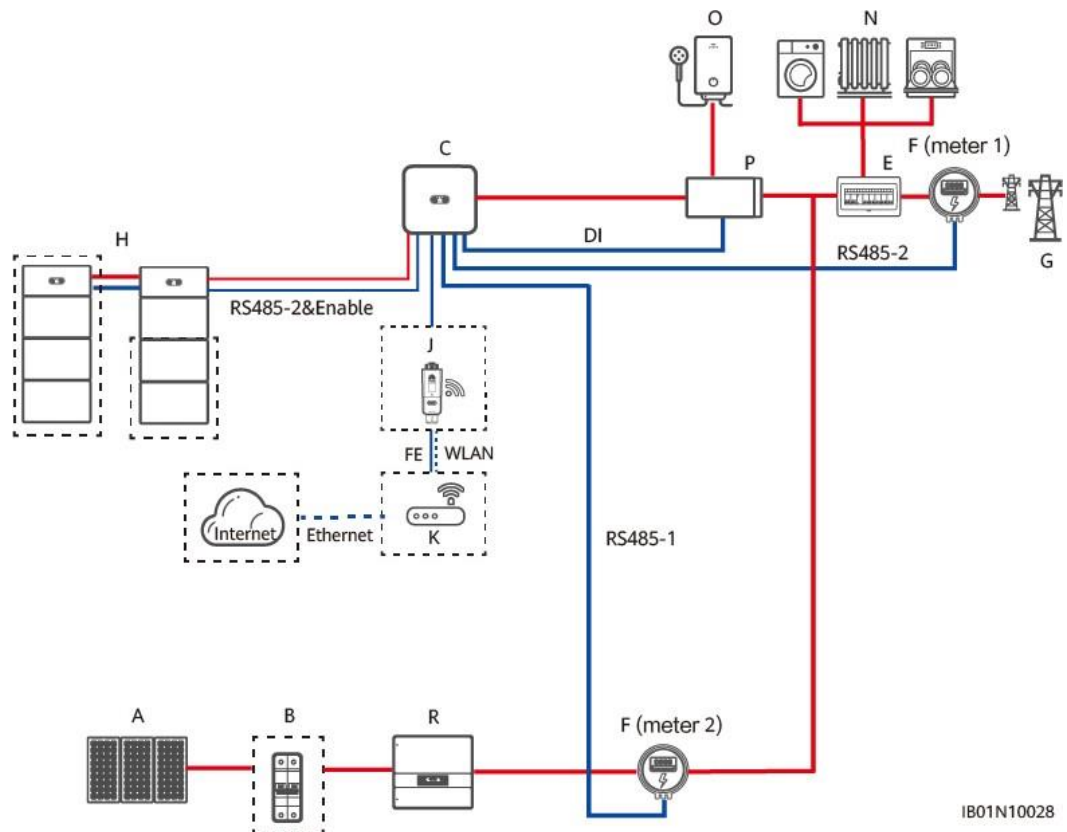 O
N
F (meter 1)
C
P
E
H
DI
RS485-2
G
RS485-2&Enable
J
FE
WLAN
Internet
Ethernet
K
RS485-1
A
B
R
F (meter 2)
IB01N10028